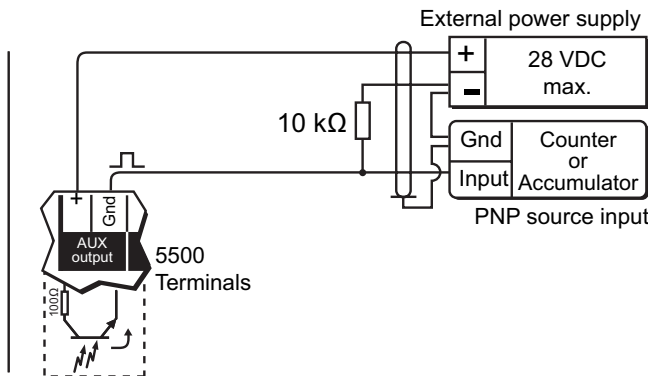 External power supply
+
28 VDC
max.
-
10 kΩ
Gnd
Counter
or
Accumulator
Input
PNP source input
+
Gnd
AUX
output
5500
Terminals
100Ω